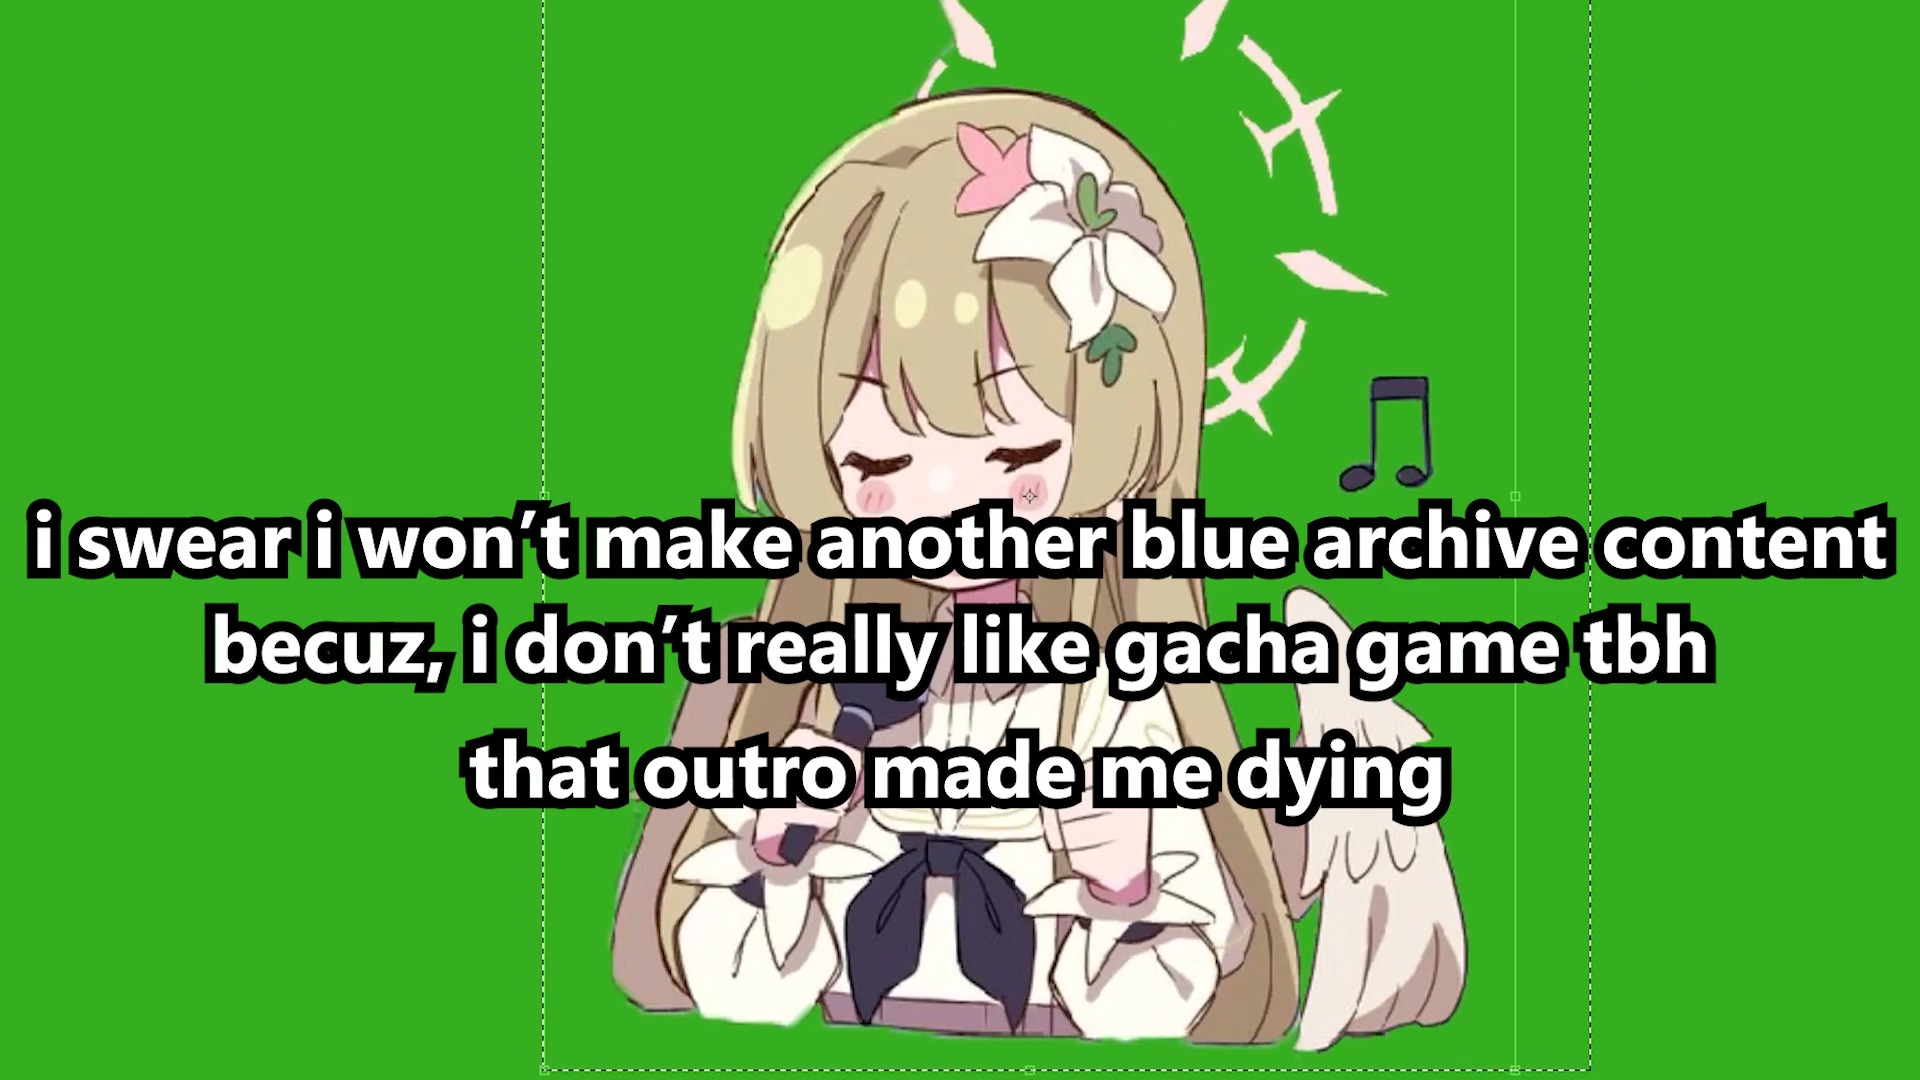 i swear i won’t make another blue archive content
becuz, i don’t really like gacha game tbh
that outro made me dying